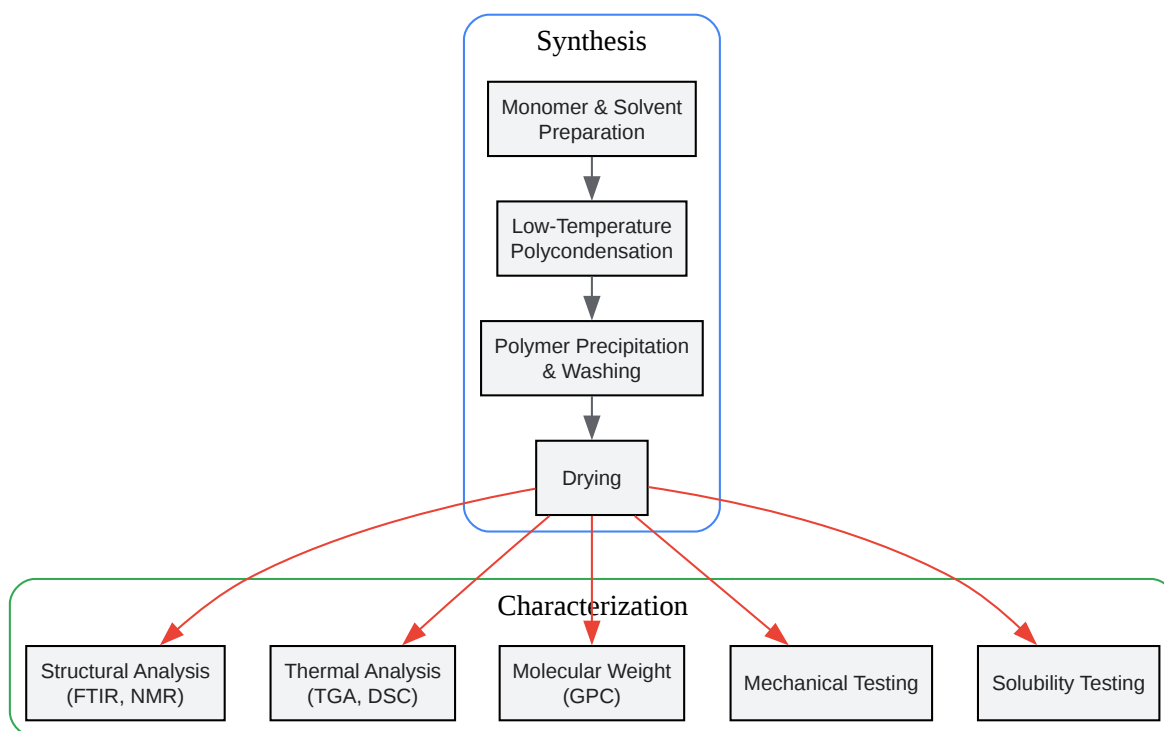 Synthesis
Monomer & Solvent
Preparation
Low-Temperature
Polycondensation
Polymer Precipitation
& Washing
Drying
Characterization
Structural Analysis
(FTIR, NMR)
Thermal Analysis
(TGA, DSC)
Molecular Weight
(GPC)
Mechanical Testing
Solubility Testing